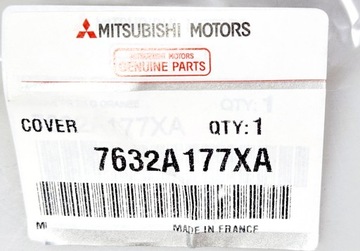 MITSUBISHI MOTORS
MITSUBISHI MOTORS
GENUINE PARTS
COVER QTY:1
7632A177XA
MADE IN FRANCE